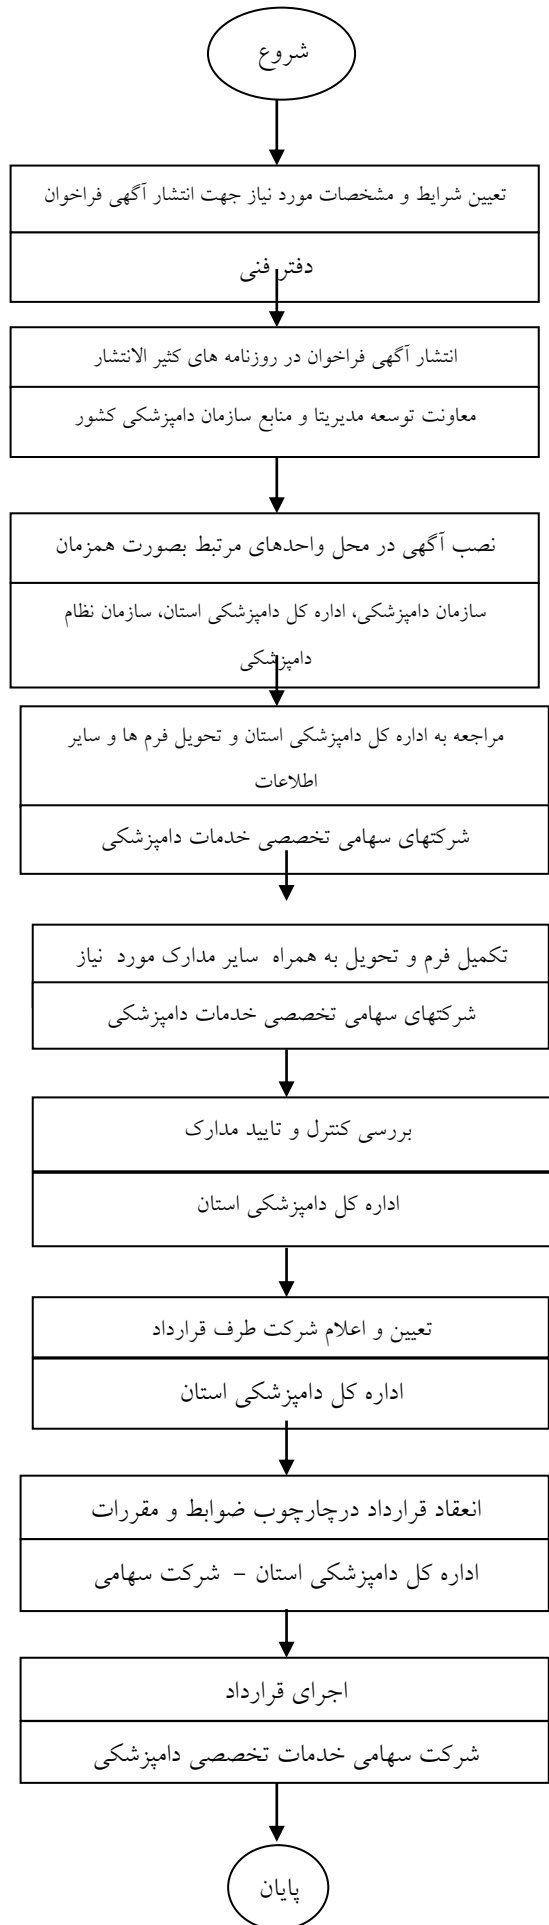 شروع
تعیین شرایط و مشخصات مورد نیاز جهت انتشار آگهی فراخوان
دفتر فنی
انتشار آگهی فراخوان در روزنامه های کثیر الانتشار
معاونت توسعه مدیریتا و منابع سازمان دامپزشکی کشور
نصب آگهی در محل واحدهای مرتبط بصورت همزمان
سازمان دامپزشکی، اداره کل دامپزشکی استان، سازمان نظام
دامپزشکی
مراجعه به اداره کل دامپزشکی استان و تحویل فرم ها و سایر
اطلاعات
شرکتهای سهامی تخصصی خدمات دامپزشکی
تکمیل فرم و تحویل به همراه سایر مدارک مورد نیاز
شرکتهای سهامی تخصصی خدمات دامپزشکی
بررسی کنترل و تایید مدارک
اداره کل دامپزشکی استان
تعیین و اعلام شرکت طرف قرارداد
اداره کل دامپزشکی استان
انعقاد قرارداد درچارچوب ضوابط و مقررات
اداره کل دامپزشکی استان – شرکت سهامی
اجرای قرارداد
شرکت سهامی خدمات تخصصی دامپزشکی
پایان